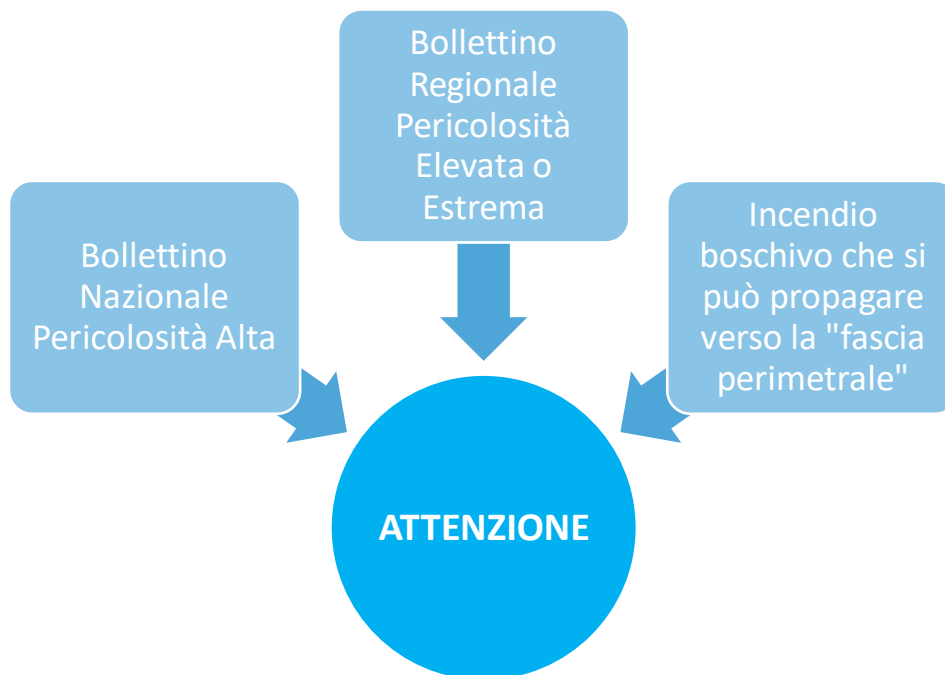 Bollettino
Nazionale
Pericolosità Alta
Bollettino
Regionale
Pericolosità
Elevata o
Estrema
Incendio
boschivo che si
può propagare
verso la "fascia
perimetrale"
ATTENZIONE